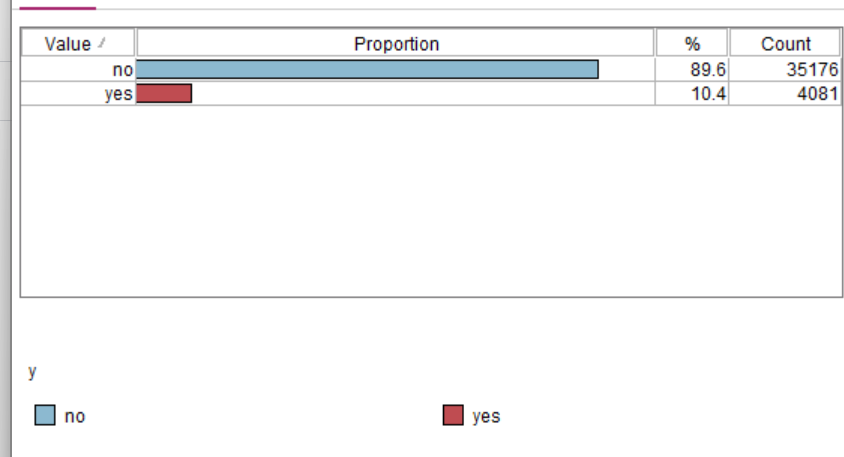 Value Proportion % Count
no 89.6 35176
yes 10.4 4081
y
no yes